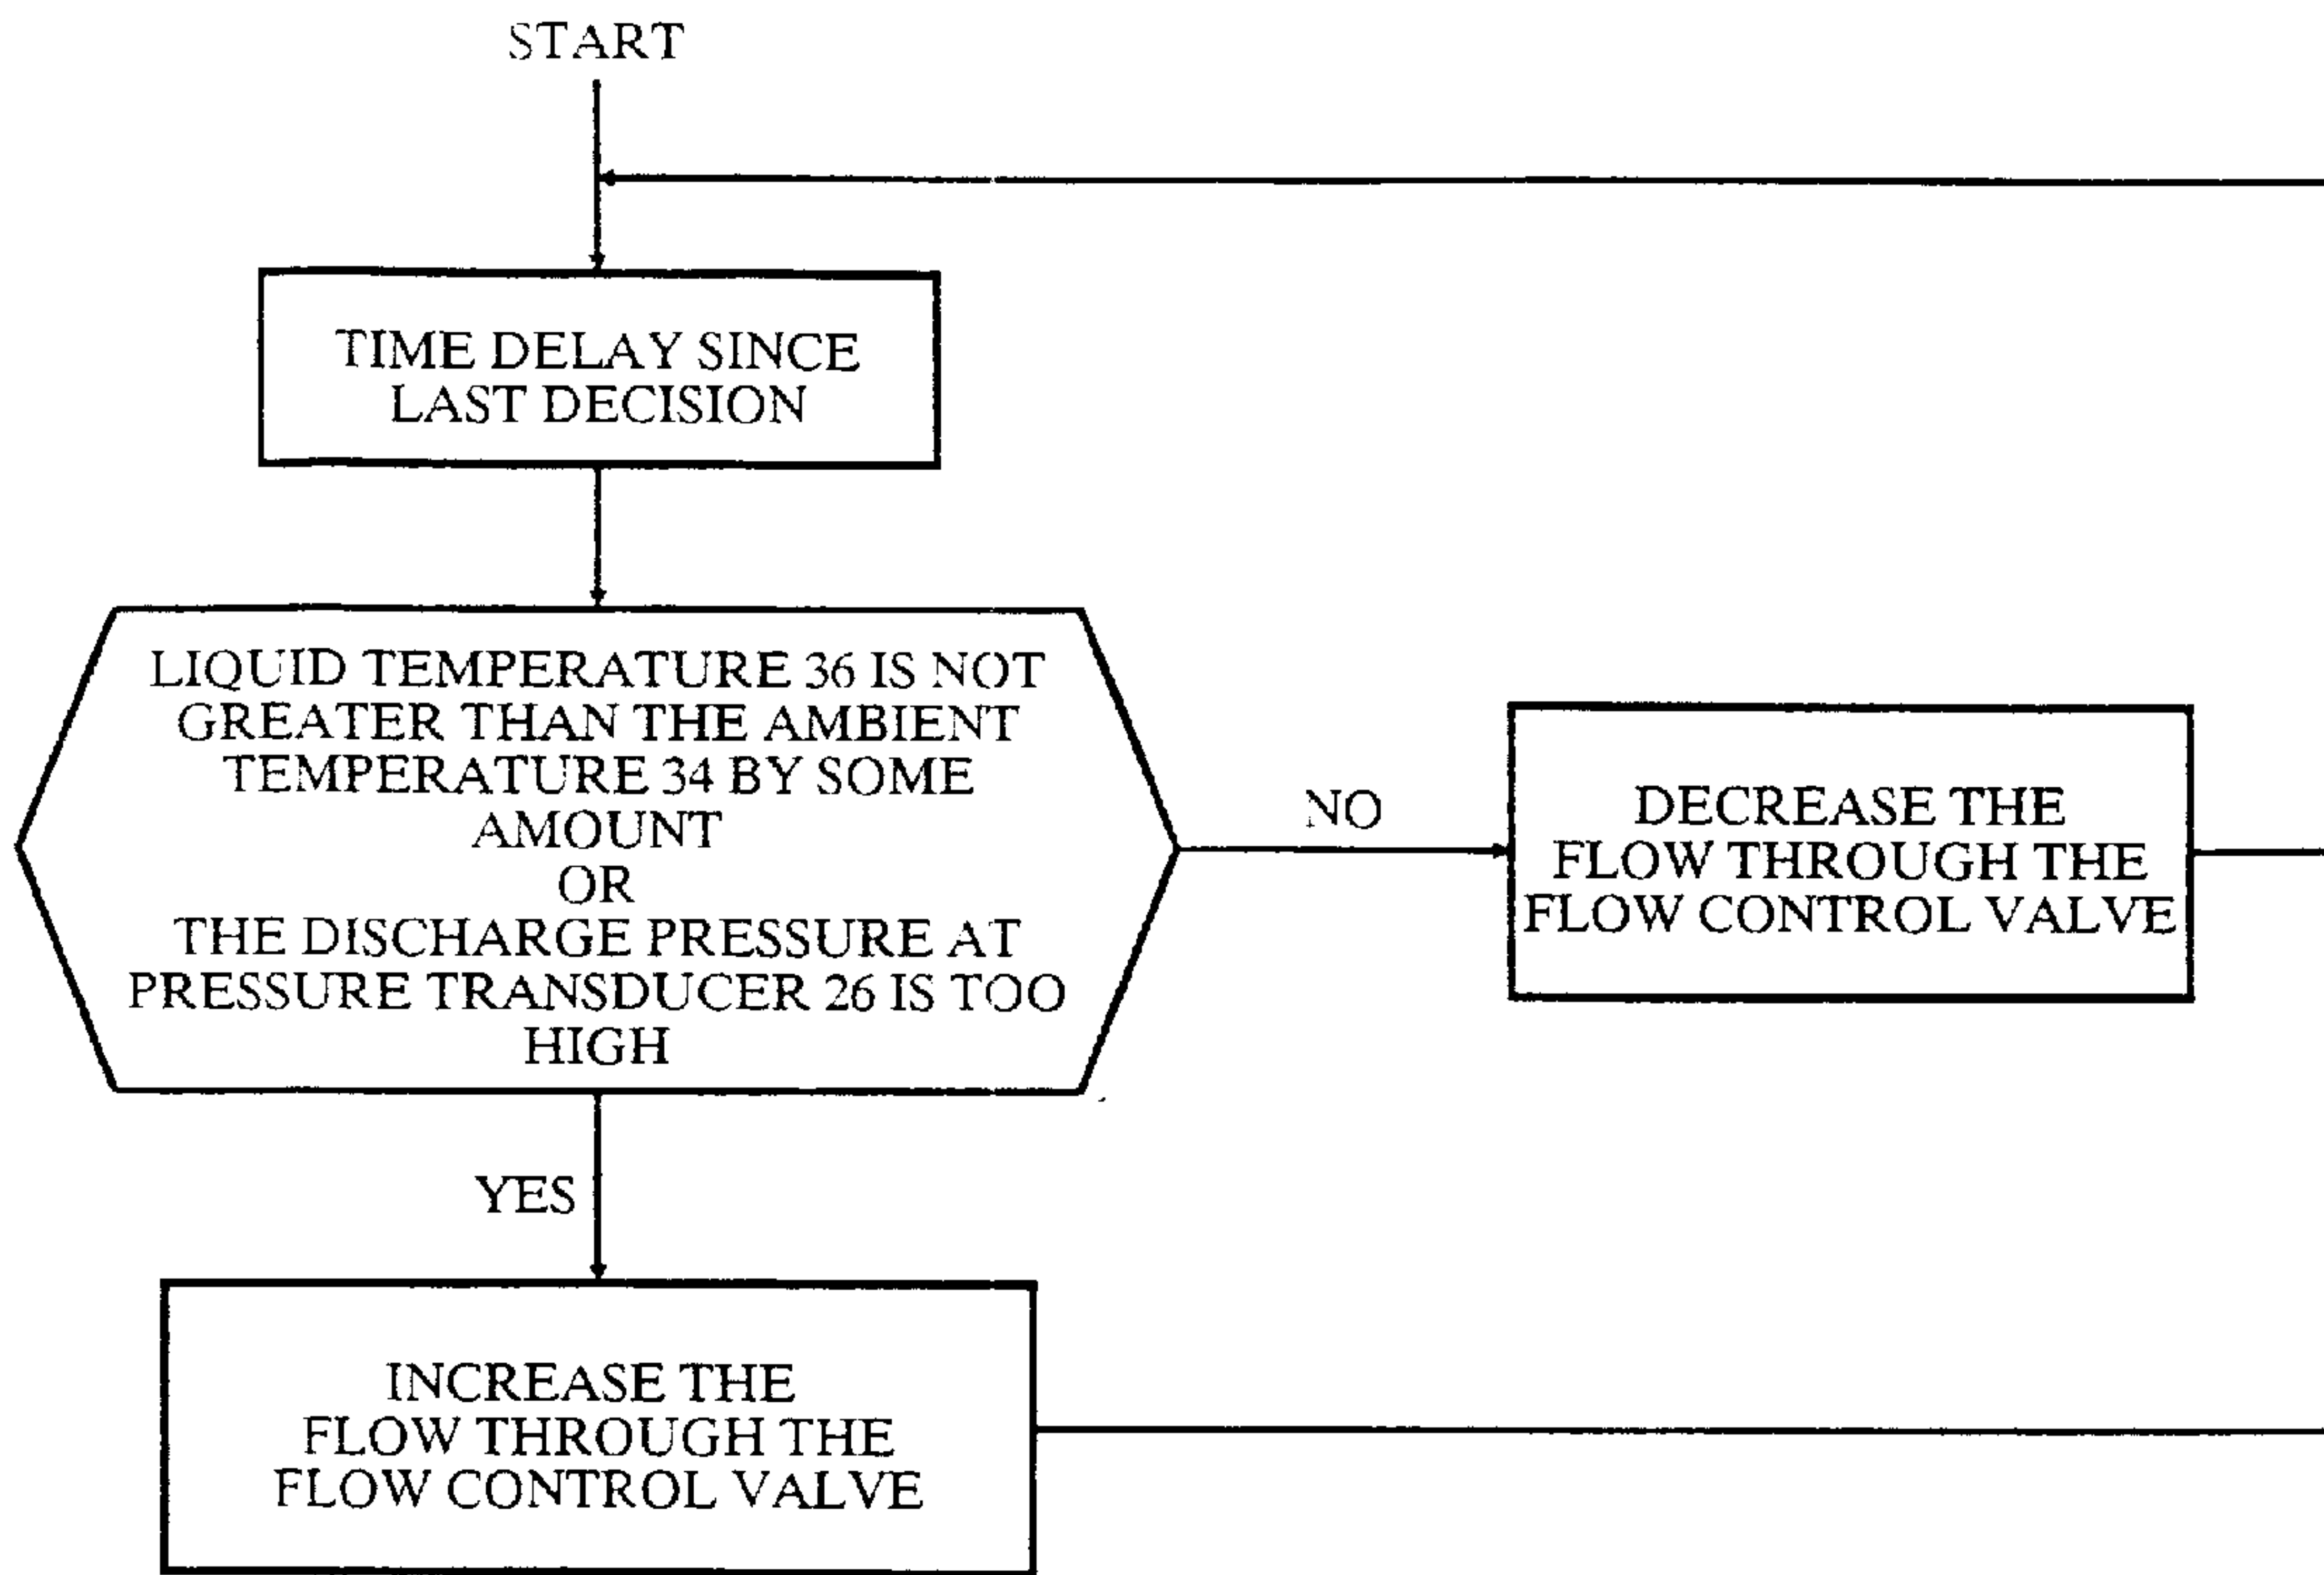 START
TIME DELAY SINCE
LAST DECISION
LIQUID TEMPERATURE 36 IS NOT
GREATER THAN THE AMBIENT
TEMPERATURE 34 BY SOME
AMOUNT
OR
THE DISCHARGE PRESSURE AT
PRESSURE TRANSDUCER 26 IS TOO
HIGH
NO
DECREASE THE
FLOW THROUGH THE
FLOW CONTROL VALVE
YES
INCREASE THE
FLOW THROUGH THE
FLOW CONTROL VALVE